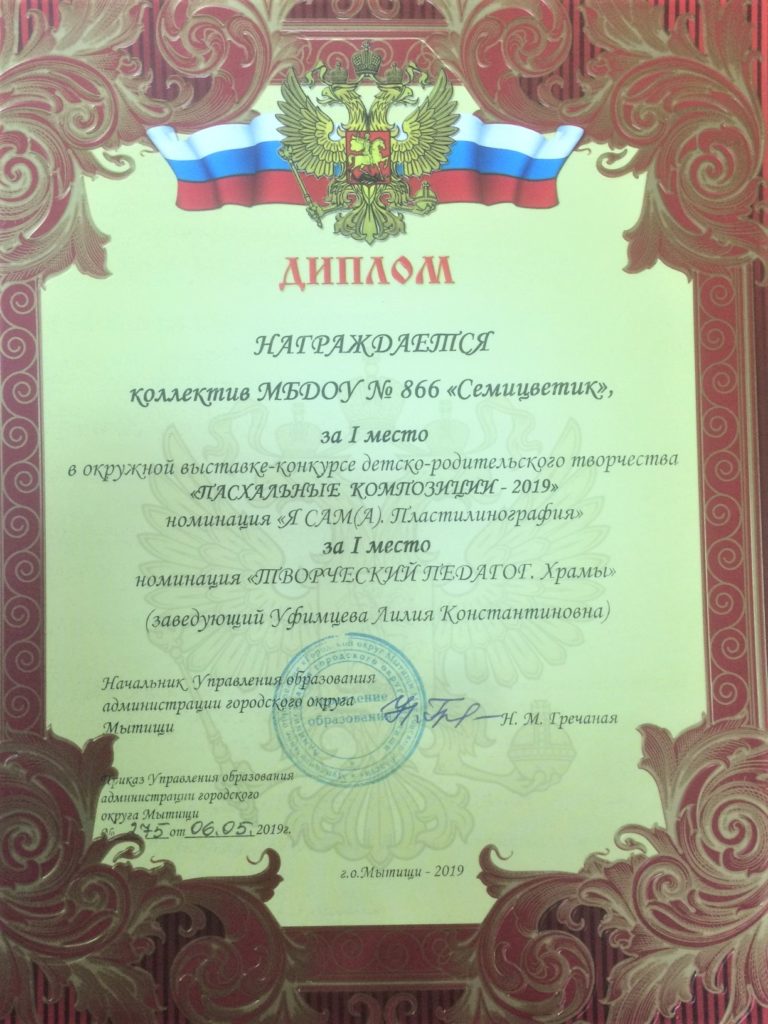 ДИПЛОМ
НАГРАЖДАЕТСЯ
коллектив МБДОУ № 866 «Семицветик»,
за I место
в окружной выставке-конкурсе детско-родительского творчества
«ПАСХАЛЬНЫЕ КОМПОЗИЦИИ - 2019»
номинация «Я САМ(А). Пластилинография»
за I место
номинация «ТВОРЧЕСКИЙ ПЕДАГОГ. Храмы»
(заведующий Уфимцева Лилия Константиновна)
Начальник Управления образования
администрации городского округа
Мытищи
Н. М. Гречаная
Приказ Управления образования
администрации городского
округа Мытищи
№ 275 от 06.05.2019г.
г.о.Мытищи - 2019